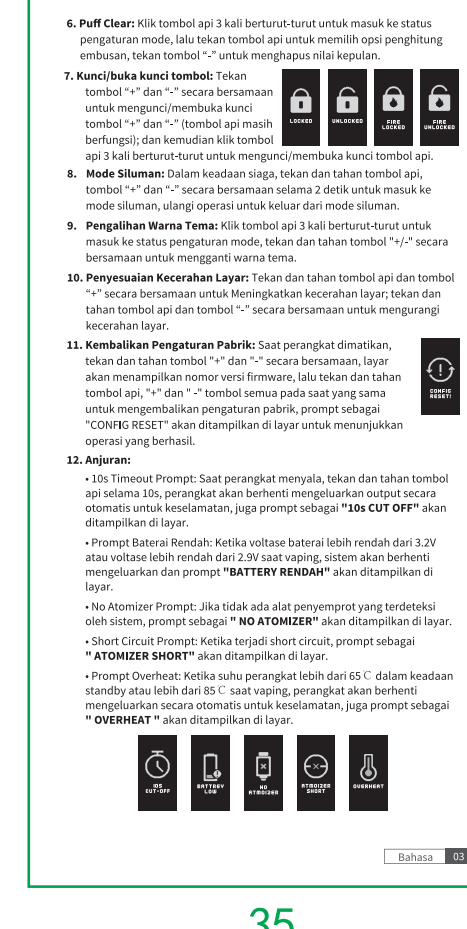 6. Puff Clear: Klik tombol api 3 kali berturut-turut untuk masuk ke status
pengaturan mode, lalu tekan tombol api untuk memilih opsi penghitung
embusan, tekan tombol “-” untuk menghapus nilai kepulan.
7. Kunci/buka kunci tombol: Tekan
tombol “+” dan “-” secara bersamaan
untuk mengunci/membuka kunci
tombol “+” dan “-” (tombol api masih
berfungsi); dan kemudian klik tombol
api 3 kali berturut-turut untuk mengunci/membuka kunci tombol api.
LOCKED
UNLOCKED
FIRE
LOCKED
FIRE
UNLOCKED
8. Mode Siluman: Dalam keadaan siaga, tekan dan tahan tombol api,
tombol “+” dan “-” secara bersamaan selama 2 detik untuk masuk ke
mode siluman, ulangi operasi untuk keluar dari mode siluman.
9. Pengalihan Warna Tema: Klik tombol api 3 kali berturut-turut untuk
masuk ke status pengaturan mode, tekan dan tahan tombol "+/-" secara
bersamaan untuk mengganti warna tema.
10. Penyesuaian Kecerahan Layar: Tekan dan tahan tombol api dan tombol
“+” secara bersamaan untuk Meningkatkan kecerahan layar; tekan dan
tahan tombol api dan tombol “-” secara bersamaan untuk mengurangi
kecerahan layar.
11. Kembalikan Pengaturan Pabrik: Saat perangkat dimatikan,
tekan dan tahan tombol "+" dan "-" secara bersamaan, layar
akan menampilkan nomor versi firmware, lalu tekan dan tahan
tombol api, "+" dan " -" tombol semua pada saat yang sama
untuk mengembalikan pengaturan pabrik, prompt sebagai
"CONFIG RESET" akan ditampilkan di layar untuk menunjukkan
operasi yang berhasil.
CONFIG
RESET!
12. Anjuran:
• 10s Timeout Prompt: Saat perangkat menyala, tekan dan tahan tombol
api selama 10s, perangkat akan berhenti mengeluarkan output secara
otomatis untuk keselamatan, juga prompt sebagai "10s CUT OFF" akan
ditampilkan di layar.
• Prompt Baterai Rendah: Ketika voltase baterai lebih rendah dari 3.2V
atau voltase lebih rendah dari 2.9V saat vaping, sistem akan berhenti
mengeluarkan dan prompt "BATTERY RENDAH" akan ditampilkan di
layar.
• No Atomizer Prompt: Jika tidak ada alat penyemprot yang terdeteksi
oleh sistem, prompt sebagai " NO ATOMIZER" akan ditampilkan di layar.
• Short Circuit Prompt: Ketika terjadi short circuit, prompt sebagai
" ATOMIZER SHORT" akan ditampilkan di layar.
• Prompt Overheat: Ketika suhu perangkat lebih dari 65℃ dalam keadaan
standby atau lebih dari 85℃ saat vaping, perangkat akan berhenti
mengeluarkan secara otomatis untuk keselamatan, juga prompt sebagai
" OVERHEAT " akan ditampilkan di layar.
10S
CUT-OFF
BATTREY
LOW
NO
ATMOIZER
ATMOIZER
SHORT
OVERHEAT
Bahasa 03
35